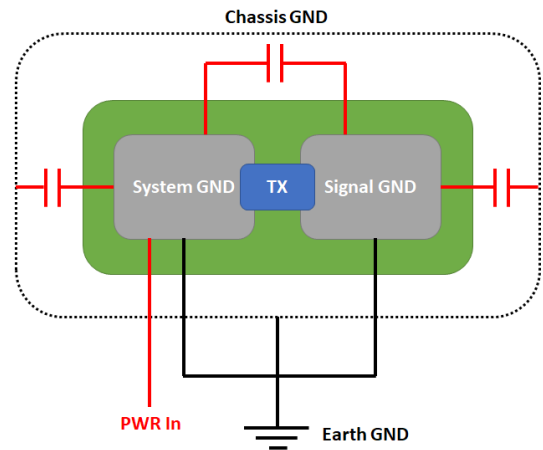 Chassis GND
System GND
TX
Signal GND
PWR In
Earth GND